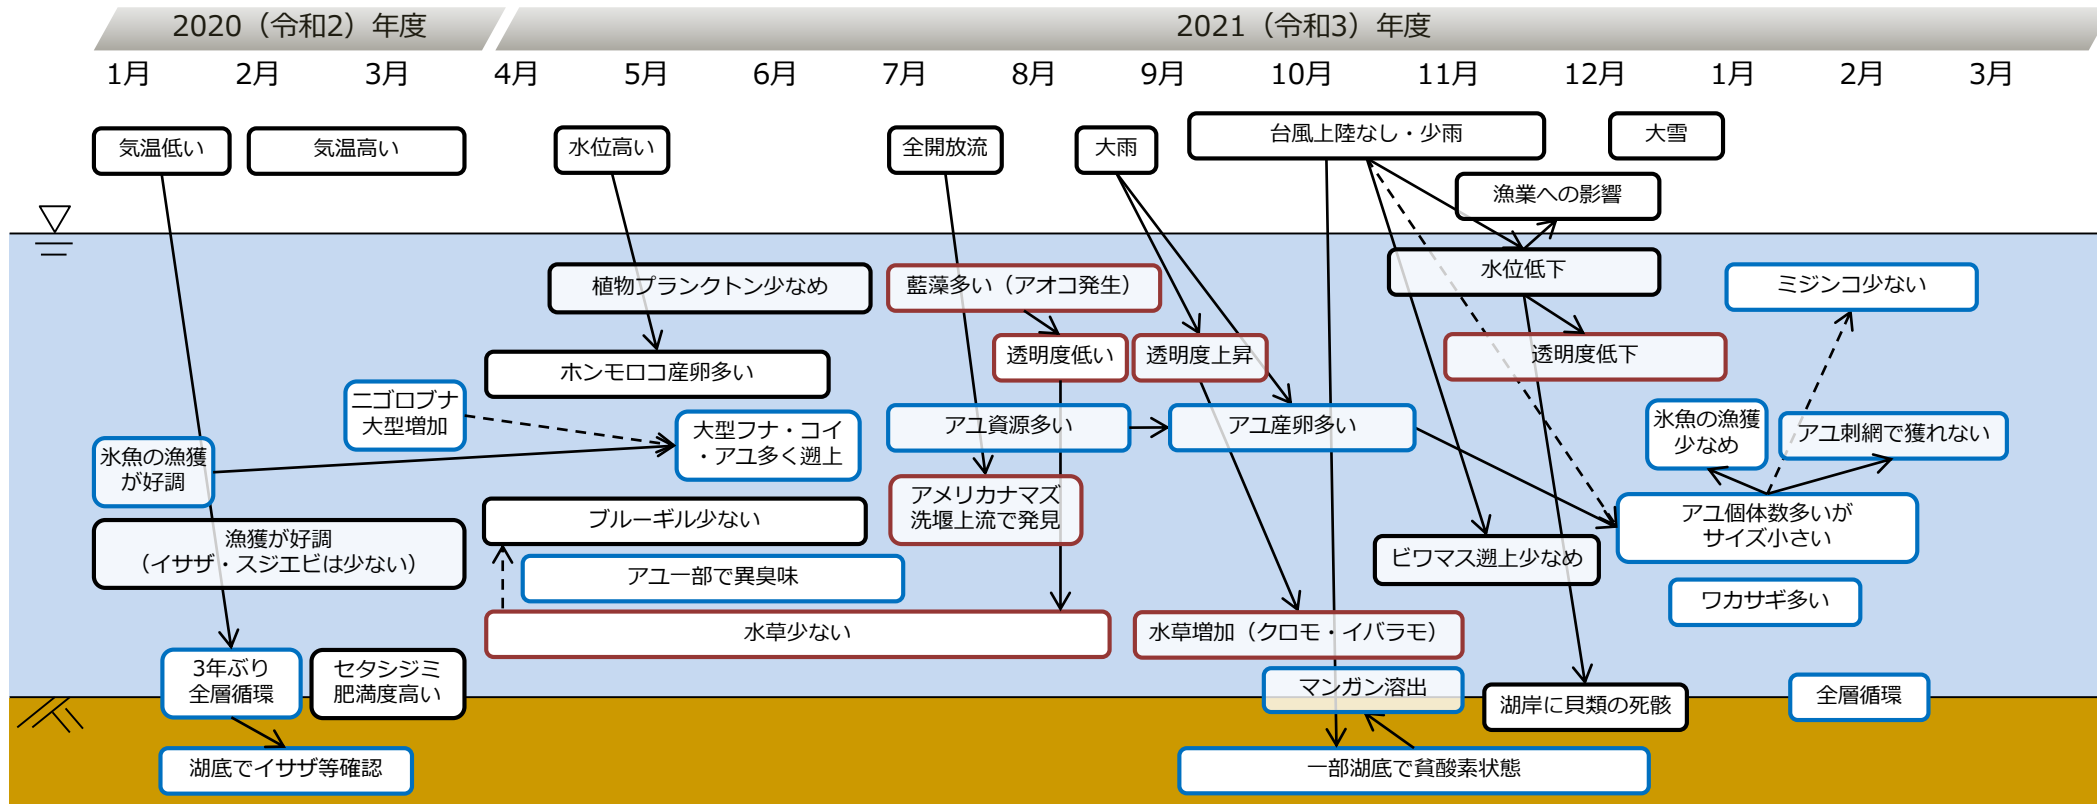 2020（令和2）年度
2021（令和3）年度
1月 2月 3月 4月 5月 6月 7月 8月 9月 10月 11月 12月 1月 2月 3月
気温低い
気温高い
水位高い
全開放流
大雨
台風上陸なし・少雨
大雪
漁業への影響
水位低下
植物プランクトン少なめ
藍藻多い（アオコ発生）
ミジンコ少ない
透明度低い
透明度上昇
透明度低下
ホンモロコ産卵多い
ニゴロブナ
大型増加
大型フナ・コイ
・アユ多く遡上
アユ資源多い
アユ産卵多い
氷魚の漁獲
少なめ
アユ刺網で獲れない
氷魚の漁獲
が好調
アメリカナマズ
洗堰上流で発見
ブルーギル少ない
アユ個体数多いが
サイズ小さい
漁獲が好調
（イサザ・スジエビは少ない）
ビワマス遡上少なめ
アユ一部で異臭味
ワカサギ多い
水草少ない
水草増加（クロモ・イバラモ）
3年ぶり
全層循環
セタシジミ
肥満度高い
マンガン溶出
湖岸に貝類の死骸
全層循環
湖底でイサザ等確認
一部湖底で貧酸素状態